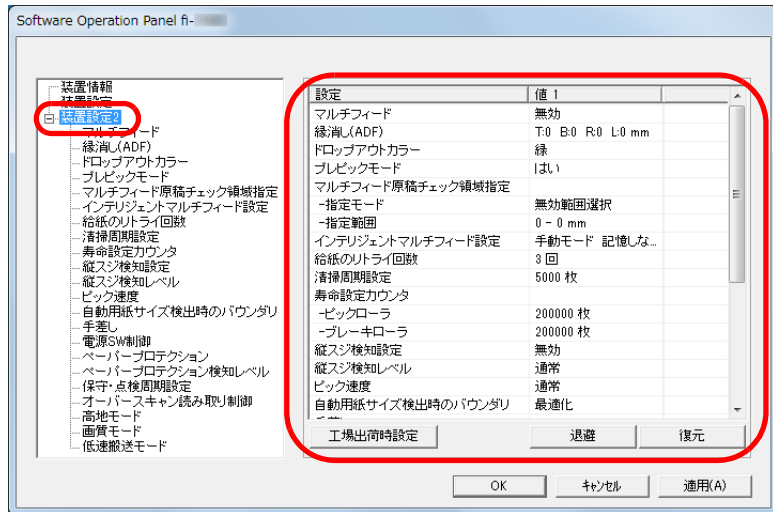 Software Operation Panel fi-
装置情報
装置設定
装置設定2
マルチフィード
縁消し(ADF)
ドロップアウトカラー
プレピックモード
マルチフィード原稿チェック領域指定
インテリジェントマルチフィード設定
給紙のリトライ回数
清掃周期設定
寿命設定カウンタ
縦スジ検知設定
縦スジ検知レベル
ピック速度
自動用紙サイズ検出時のバウンダリ
手差し
電源SW制御
ペーパープロテクション
ペーパープロテクション検知レベル
保守・点検周期設定
オーバースキャン読み取り制御
高地モード
画質モード
低速搬送モード
設定 値 1
マルチフィード 無効
縁消し(ADF) T:0 B:0 R:0 L:0 mm
ドロップアウトカラー 緑
プレピックモード はい
マルチフィード原稿チェック領域指定
-指定モード 無効範囲選択
-指定範囲 0 - 0 mm
インテリジェントマルチフィード設定 手動モード 記憶しな...
給紙のリトライ回数 3 回
清掃周期設定 5000 枚
寿命設定カウンタ
-ピックローラ 200000 枚
-ブレーキローラ 200000 枚
縦スジ検知設定 無効
縦スジ検知レベル 通常
ピック速度 通常
自動用紙サイズ検出時のバウンダリ 最適化
工場出荷時設定 退避 復元
OK キャンセル 適用(A)